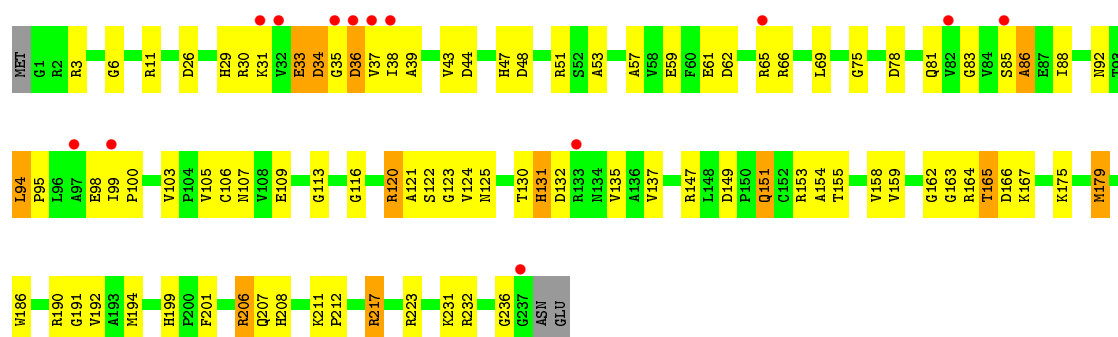 MET G1 R2 R3 G6 R11 D26 H29 R30 K31 V32 E33 D34 G35 D36 V37 I38 A39 V43 D44 H47 D48 R51 S52 A53 A57 V58 E59 F60 E61 D62 R65 R66 L69 G75 D78 Q81 V82 G83 V84 S85 A86 E87 I88 N92 T93
L94 P95 L96 A97 E98 I99 P100 V103 P104 V105 C106 N107 V108 E109 G113 G116 R120 A121 S122 G123 V124 N125 T130 H131 D132 R133 N134 V135 A136 V137 R147 L148 D149 P150 Q151 C152 R153 A154 T155 V158 V159 G162 G163 R164 T165 D166 K167 K175 M179
W186 R190 G191 V192 A193 M194 H199 P200 F201 R206 Q207 H208 K211 P212 R217 R223 K231 R232 G236 G237 ASN GLU